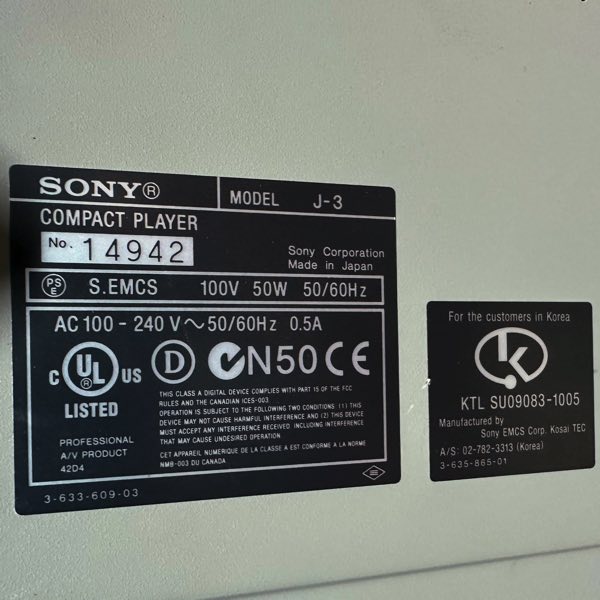 SONY®
MODEL J-3
COMPACT PLAYER
No. 14942
Sony Corporation
Made in Japan
PS E S.EMCS 100V 50W 50/60Hz
AC 100 - 240 V ~ 50/60Hz 0.5A
C UL ® US
LISTED
D
N50 CE
THIS CLASS A DIGITAL DEVICE COMPLIES WITH PART 15 OF THE FCC
RULES AND THE CANADIAN ICES-003.
OPERATION IS SUBJECT TO THE FOLLOWING TWO CONDITIONS: (1) THIS
DEVICE MAY NOT CAUSE HARMFUL INTERFERENCE AND (2) THIS DEVICE
MUST ACCEPT ANY INTERFERENCE RECEIVED INCLUDING INTERFERENCE
THAT MAY CAUSE UNDESIRED OPERATION.
CET APPAREIL NUMERIQUE DE LA CLASSE A EST CONFORME A LA NORME
NMB-003 DU CANADA
PROFESSIONAL
A/V PRODUCT
42D4
3-633-609-03
For the customers in Korea
K
KTL SU09083-1005
Manufactured by
Sony EMCS Corp. Kosai TEC
A/S: 02-782-3313 (Korea)
3-635-865-01